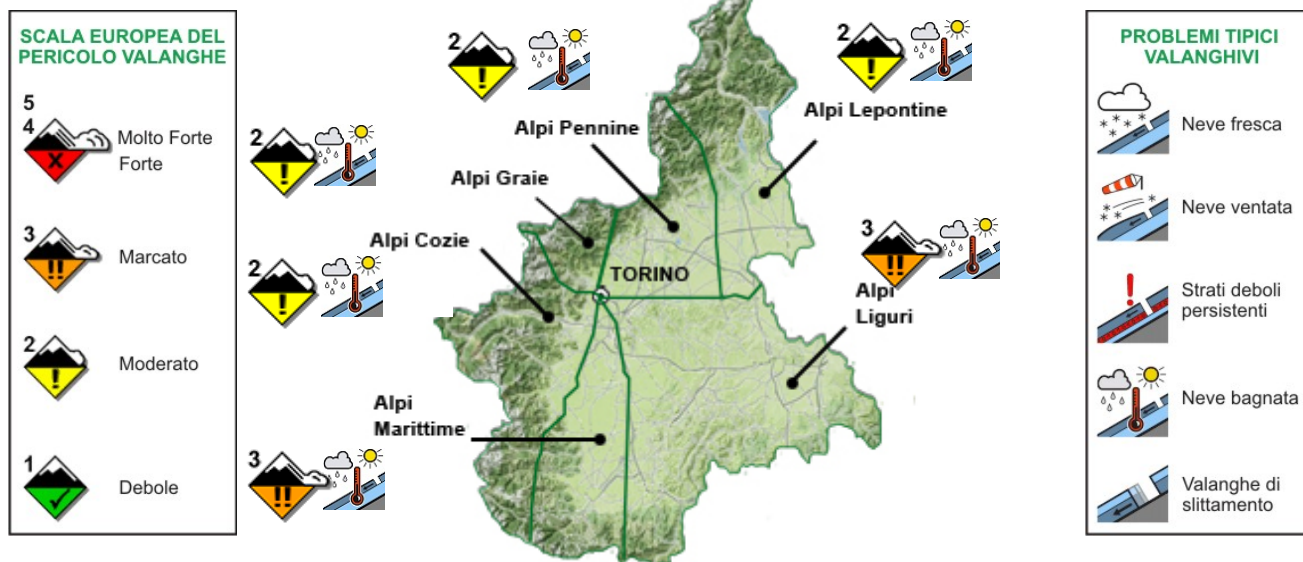 SCALA EUROPEA DEL
PERICOLO VALANGHE
5
4
Molto Forte
Forte
3
Marcato
2
Moderato
1
Debole
2
2
2
2
3
3
Alpi Lepontine
Alpi Pennine
Alpi Graie
Alpi Cozie
TORINO
Alpi
Liguri
Alpi
Marittime
PROBLEMI TIPICI
VALANGHIVI
Neve fresca
Neve ventata
Strati deboli
persistenti
Neve bagnata
Valanghe di
slittamento